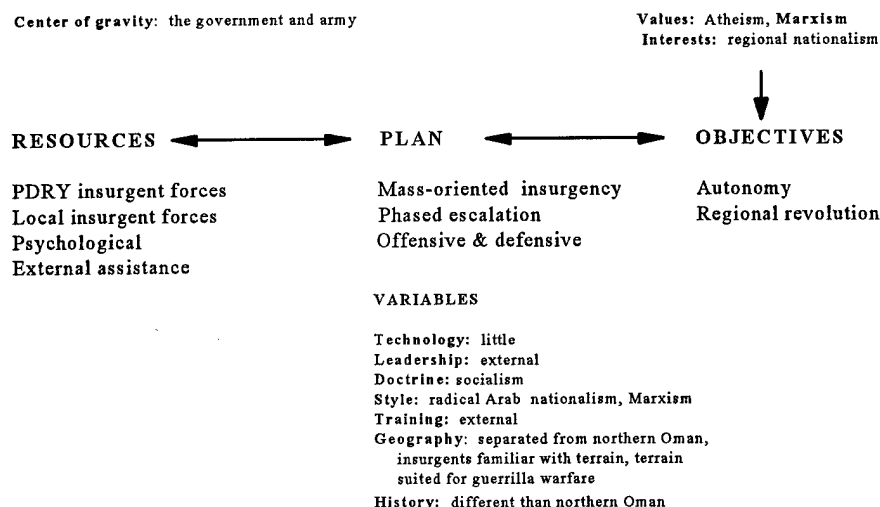 Center of gravity: the government and army
Values: Atheism, Marxism
Interests: regional nationalism
RESOURCES
PLAN
OBJECTIVES
PDRY insurgent forces
Local insurgent forces
Psychological
External assistance
Mass-oriented insurgency
Phased escalation
Offensive & defensive
Autonomy
Regional revolution
VARIABLES
Technology: little
Leadership: external
Doctrine: socialism
Style: radical Arab nationalism, Marxism
Training: external
Geography: separated from northern Oman,
insurgents familiar with terrain, terrain
suited for guerrilla warfare
History: different than northern Oman